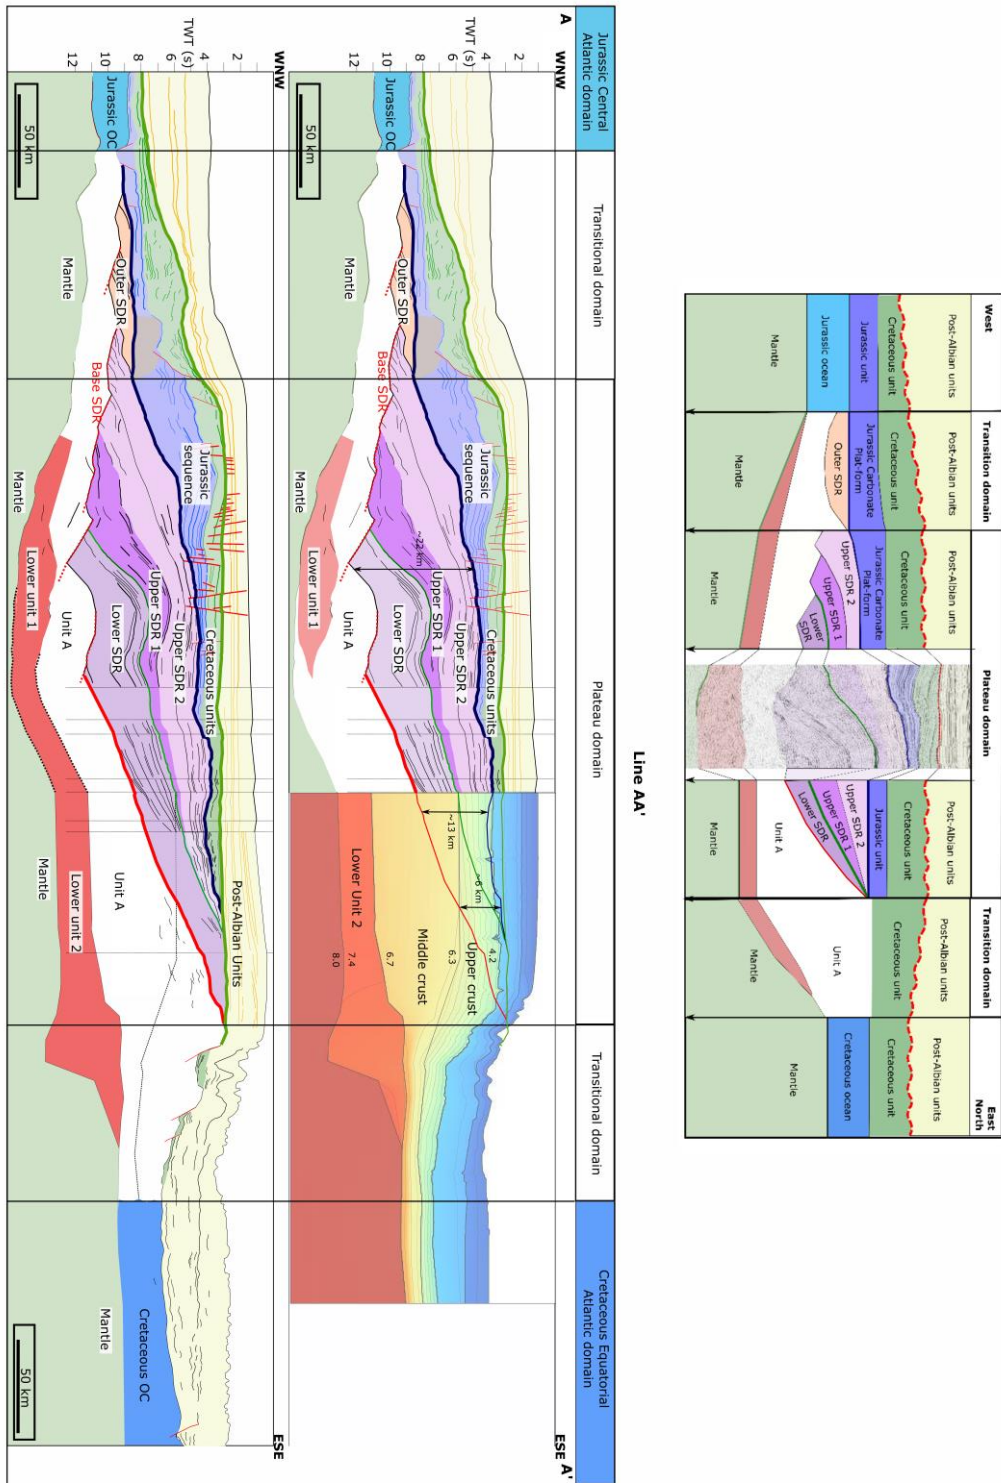 West
Transition domain
Plateau domain
Transition domain
East
North
Post-Albian units
Cretaceous unit
Jurassic unit
Jurassic ocean
Mantle
Post-Albian units
Cretaceous unit
Jurassic Carbonate
Plat-form
Outer SDR
Mantle
Post-Albian units
Cretaceous unit
Jurassic Carbonate
Plat-form
Upper SDR 2
Upper SDR 1
Lower
SDR
Mantle
Post-Albian units
Cretaceous unit
Jurassic unit
Upper SDR 2
Upper SDR 1
Lower SDR
Unit A
Mantle
Post-Albian units
Cretaceous unit
Unit A
Mantle
Post-Albian units
Cretaceous unit
Cretaceous ocean
Mantle
Line AA'
Jurassic Central
Atlantic domain
Transitional domain
Plateau domain
Transitional domain
Cretaceous Equatorial
Atlantic domain
A
A'
WNW
ESE
TWT (s)
2
4
6
8
10
12
Jurassic OC
Mantle
50 km
Outer SDR
Base SDR
Jurassic
sequence
~22 km
Cretaceous units
Upper SDR 2
Upper SDR 1
Lower SDR
Unit A
Lower unit 1
~13 km
~6 km
4.2
Upper crust
6.3
Middle crust
6.7
Lower Unit 2
7.4
8.0
WNW
ESE
TWT (s)
2
4
6
8
10
12
Jurassic OC
Mantle
50 km
Outer SDR
Base SDR
Jurassic
sequence
Cretaceous units
Upper SDR 2
Upper SDR 1
Lower SDR
Unit A
Lower unit 1
Mantle
Post-Albian Units
Unit A
Lower unit 2
Mantle
Cretaceous OC
Mantle
50 km